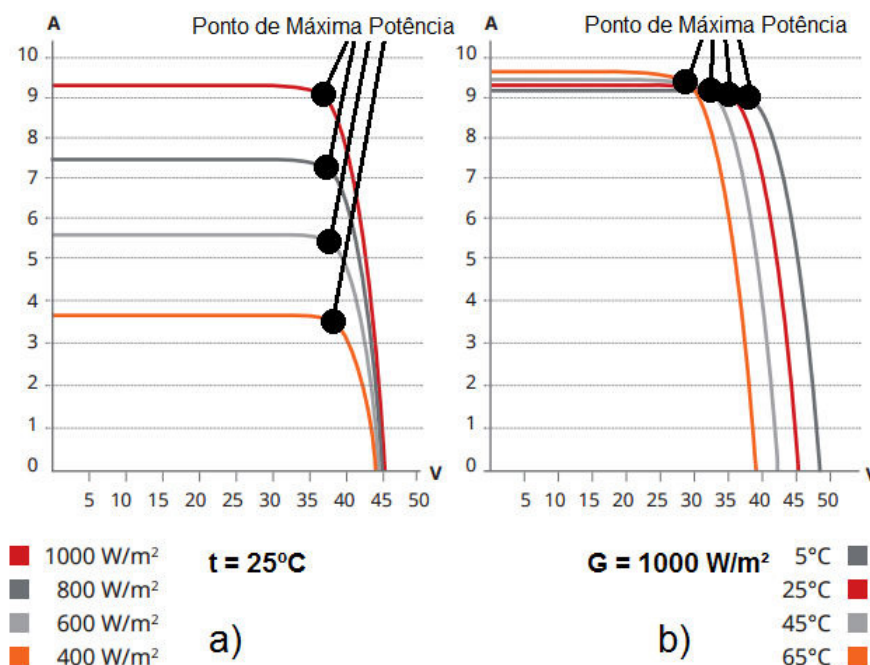 A
Ponto de Máxima Potência
10
9
8
7
6
5
4
3
2
1
0
5 10 15 20 25 30 35 40 45 50
V
1000 W/m²
800 W/m²
600 W/m²
400 W/m²
t = 25ºC
a)
A
Ponto de Máxima Potência
10
9
8
7
6
5
4
3
2
1
0
5 10 15 20 25 30 35 40 45 50
V
G = 1000 W/m²
5°C
25°C
45°C
65°C
b)